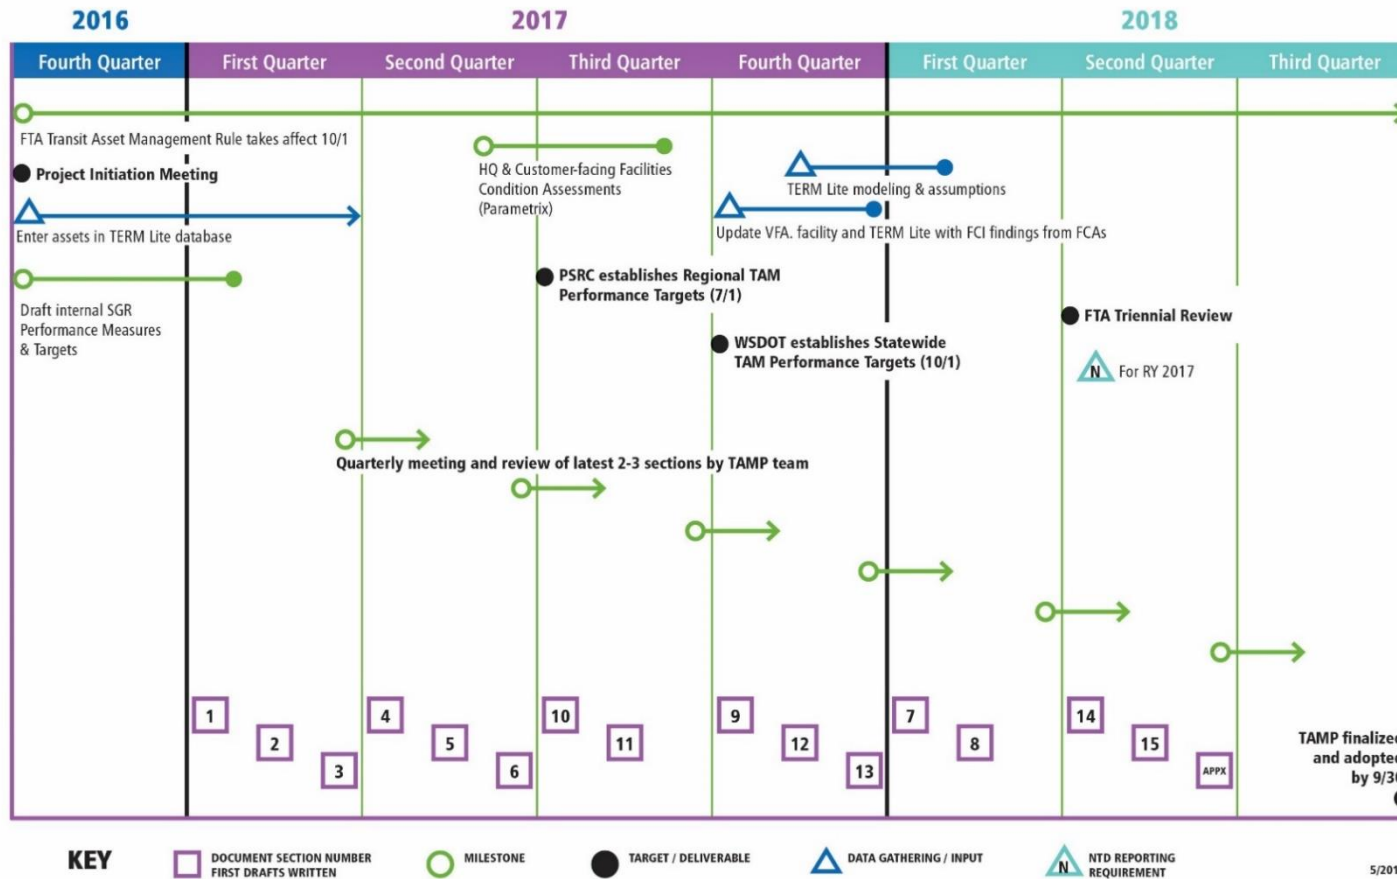 2016
2017
2018
Fourth Quarter
First Quarter
Second Quarter
Third Quarter
Fourth Quarter
First Quarter
Second Quarter
Third Quarter
FTA Transit Asset Management Rule takes affect 10/1
Project Initiation Meeting
Enter assets in TERM Lite database
Draft internal SGR
Performance Measures
& Targets
HQ & Customer-facing Facilities
Condition Assessments
(Parametrix)
TERM Lite modeling & assumptions
Update VFA. facility and TERM Lite with FCI findings from FCAs
PSRC establishes Regional TAM
Performance Targets (7/1)
WSDOT establishes Statewide
TAM Performance Targets (10/1)
FTA Triennial Review
N
For RY 2017
Quarterly meeting and review of latest 2-3 sections by TAMP team
1
2
3
4
5
6
10
11
9
12
13
7
8
14
15
APPX
TAMP finalized
and adopted
by 9/30
KEY
DOCUMENT SECTION NUMBER
FIRST DRAFTS WRITTEN
MILESTONE
TARGET / DELIVERABLE
DATA GATHERING / INPUT
N
NTD REPORTING
REQUIREMENT
5/201